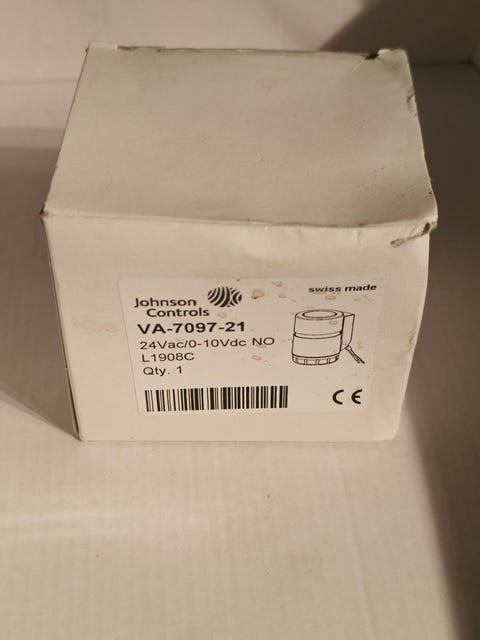 Johnson
Controls
swiss made
VA-7097-21
24Vac/0-10Vdc NO
L1908C
Qty. 1
CE